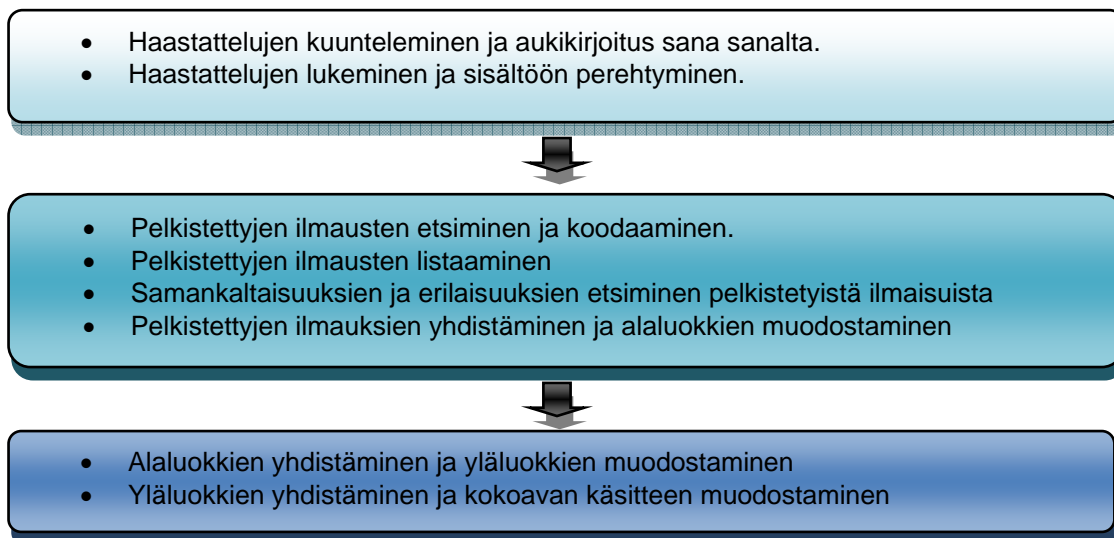 • Haastattelujen kuunteleminen ja aukikirjoitus sana sanalta.
• Haastattelujen lukeminen ja sisältöön perehtyminen.
• Pelkistettyjen ilmausten etsiminen ja koodaaminen.
• Pelkistettyjen ilmausten listaaminen
• Samankaltaisuuksien ja erilaisuuksien etsiminen pelkistetyistä ilmaisuista
• Pelkistettyjen ilmauksien yhdistäminen ja alaluokkien muodostaminen
• Alaluokkien yhdistäminen ja yläluokkien muodostaminen
• Yläluokkien yhdistäminen ja kokoavan käsitteen muodostaminen